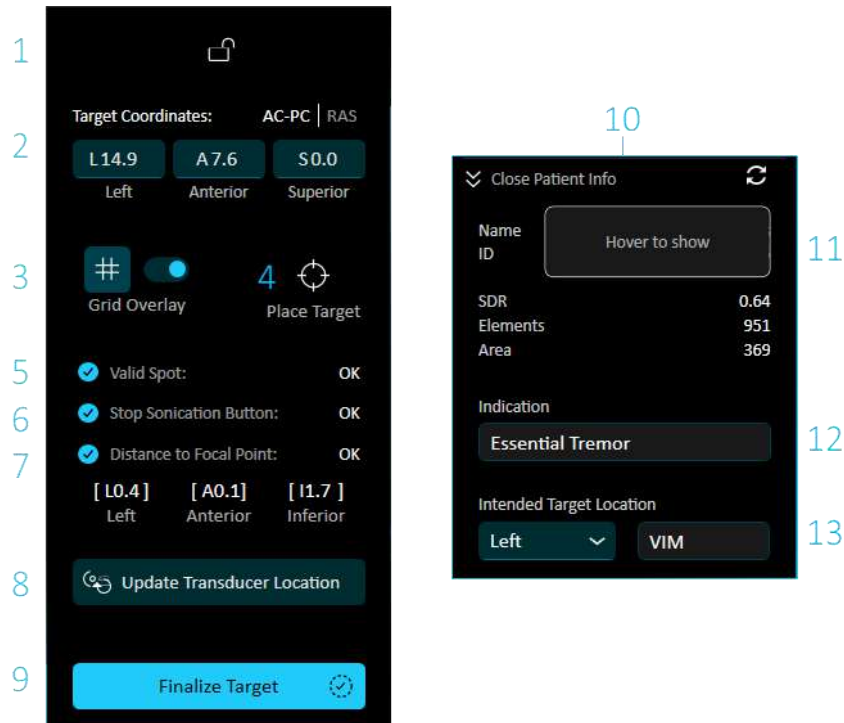 1
Target Coordinates: AC-PC | RAS
2
L14.9 A7.6 S0.0
Left Anterior Superior
3
4
Grid Overlay
Place Target
5
Valid Spot: OK
6
Stop Sonication Button: OK
7
Distance to Focal Point: OK
[ L0.4 ] [ A0.1] [ I1.7 ]
Left Anterior Inferior
8
Update Transducer Location
9
Finalize Target
10
Close Patient Info
Name
ID
Hover to show
11
SDR 0.64
Elements 951
Area 369
Indication
Essential Tremor
12
Intended Target Location
Left VIM
13